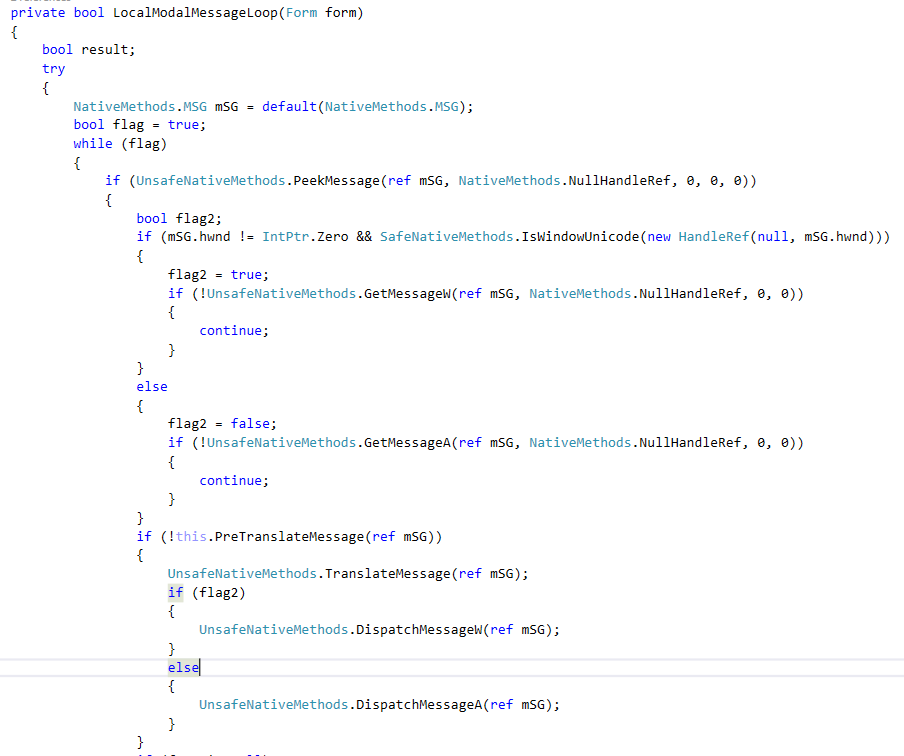 private bool LocalModalMessageLoop(Form form)
{
bool result;
try
{
NativeMethods.MSG mSG = default(NativeMethods.MSG);
bool flag = true;
while (flag)
{
if (UnsafeNativeMethods.PeekMessage(ref mSG, NativeMethods.NullHandleRef, 0, 0, 0))
{
bool flag2;
if (mSG.hwnd != IntPtr.Zero && SafeNativeMethods.IsWindowUnicode(new HandleRef(null, mSG.hwnd)))
{
flag2 = true;
if (!UnsafeNativeMethods.GetMessageW(ref mSG, NativeMethods.NullHandleRef, 0, 0))
{
continue;
}
}
else
{
flag2 = false;
if (!UnsafeNativeMethods.GetMessageA(ref mSG, NativeMethods.NullHandleRef, 0, 0))
{
continue;
}
}
if (!this.PreTranslateMessage(ref mSG))
{
UnsafeNativeMethods.TranslateMessage(ref mSG);
if (flag2)
{
UnsafeNativeMethods.DispatchMessageW(ref mSG);
}
else
{
UnsafeNativeMethods.DispatchMessageA(ref mSG);
}
}